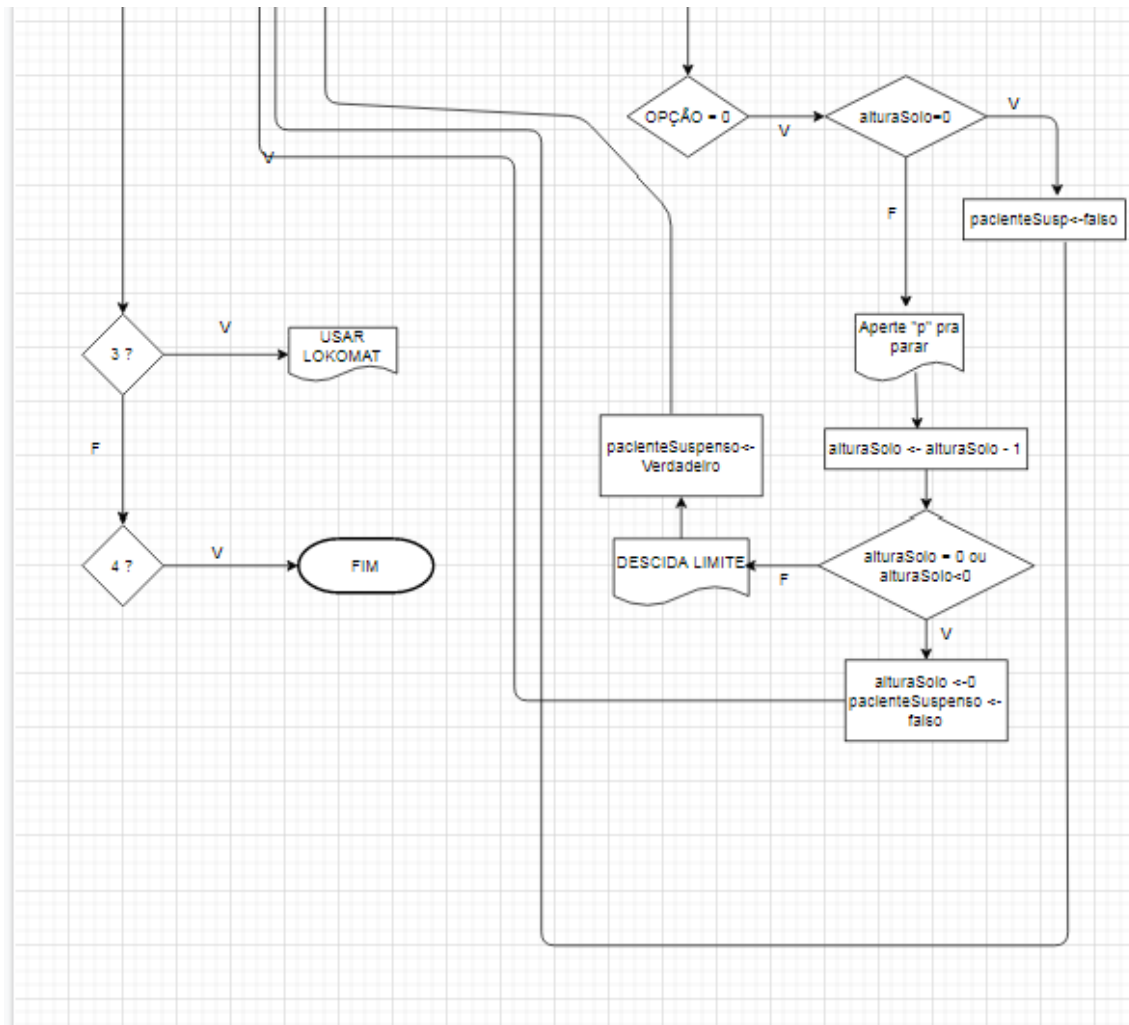 OPÇÃO = 0
V
alturaSolo=0
V
V
F
pacienteSusp<-falso
Aperte "p" pra
parar
V
3 ?
USAR
LOKOMAT
F
pacienteSuspenso<-
Verdadeiro
alturaSolo <- alturaSolo - 1
V
4 ?
FIM
DESCIDA LIMITE
F
alturaSolo = 0 ou
alturaSolo<0
V
alturaSolo <-0
pacienteSuspenso <-
falso